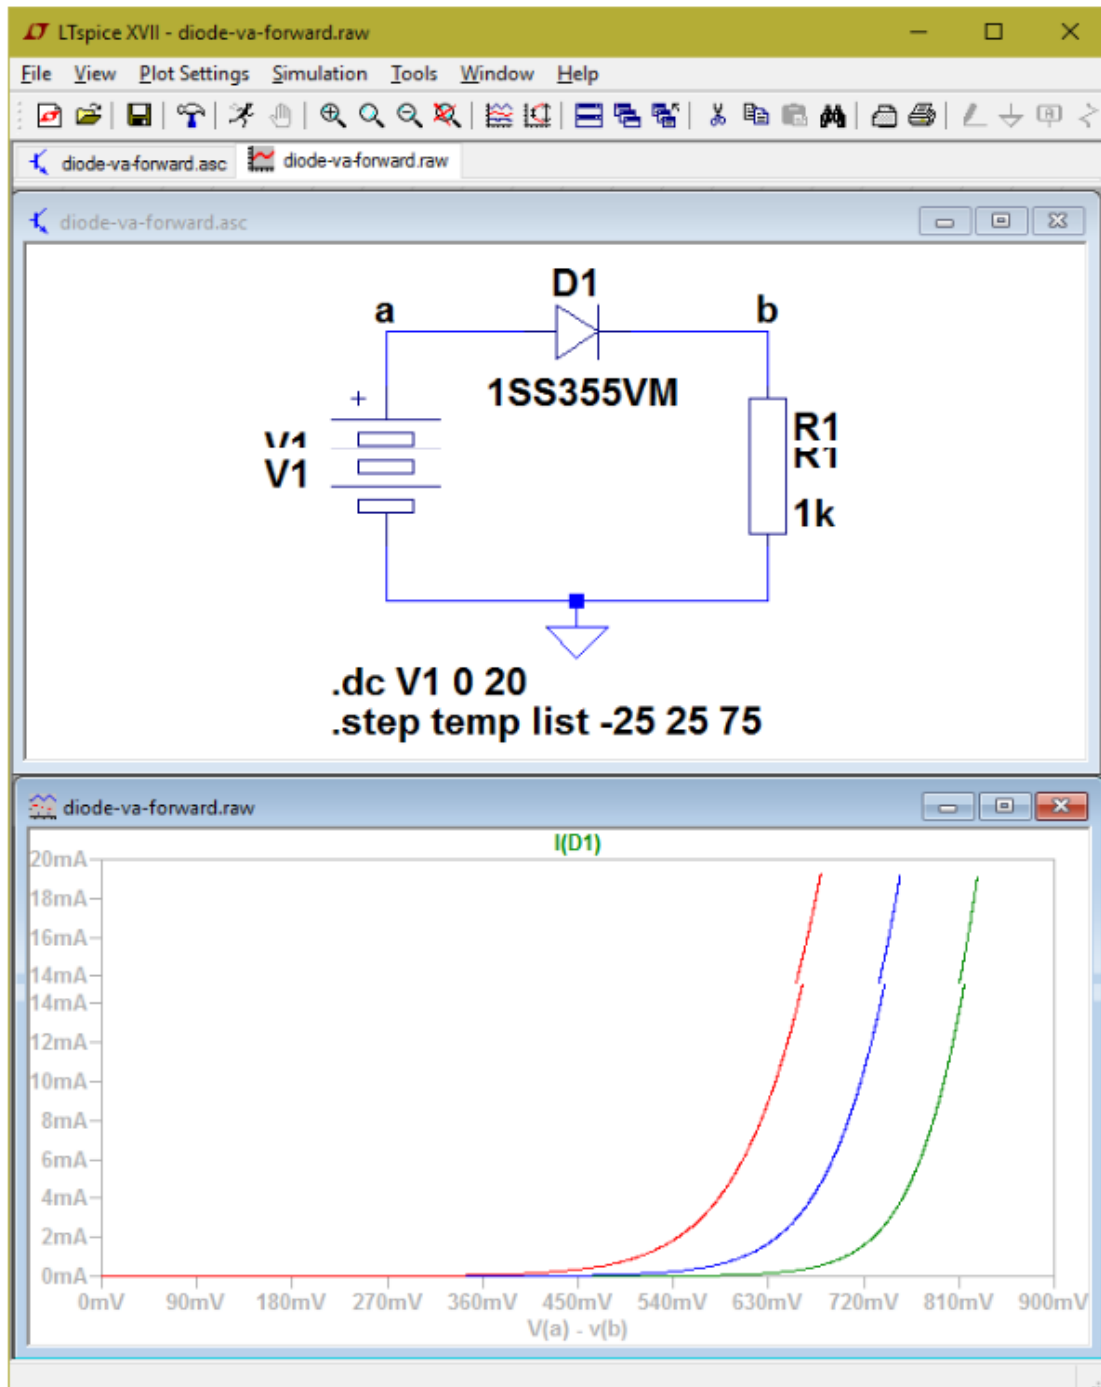 LTspice XVII - diode-va-forward.raw
File View Plot Settings Simulation Tools Window Help
diode-va-forward.asc diode-va-forward.raw
diode-va-forward.asc
D1
a b
+
1SS355VM
V1
V1
R1
R1
1k
.dc V1 0 20
.step temp list -25 25 75
diode-va-forward.raw
I(D1)
20mA
18mA
16mA
14mA
14mA
12mA
10mA
8mA
6mA
4mA
2mA
0mA
0mV 90mV 180mV 270mV 360mV 450mV 540mV 630mV 720mV 810mV 900mV
V(a) - v(b)